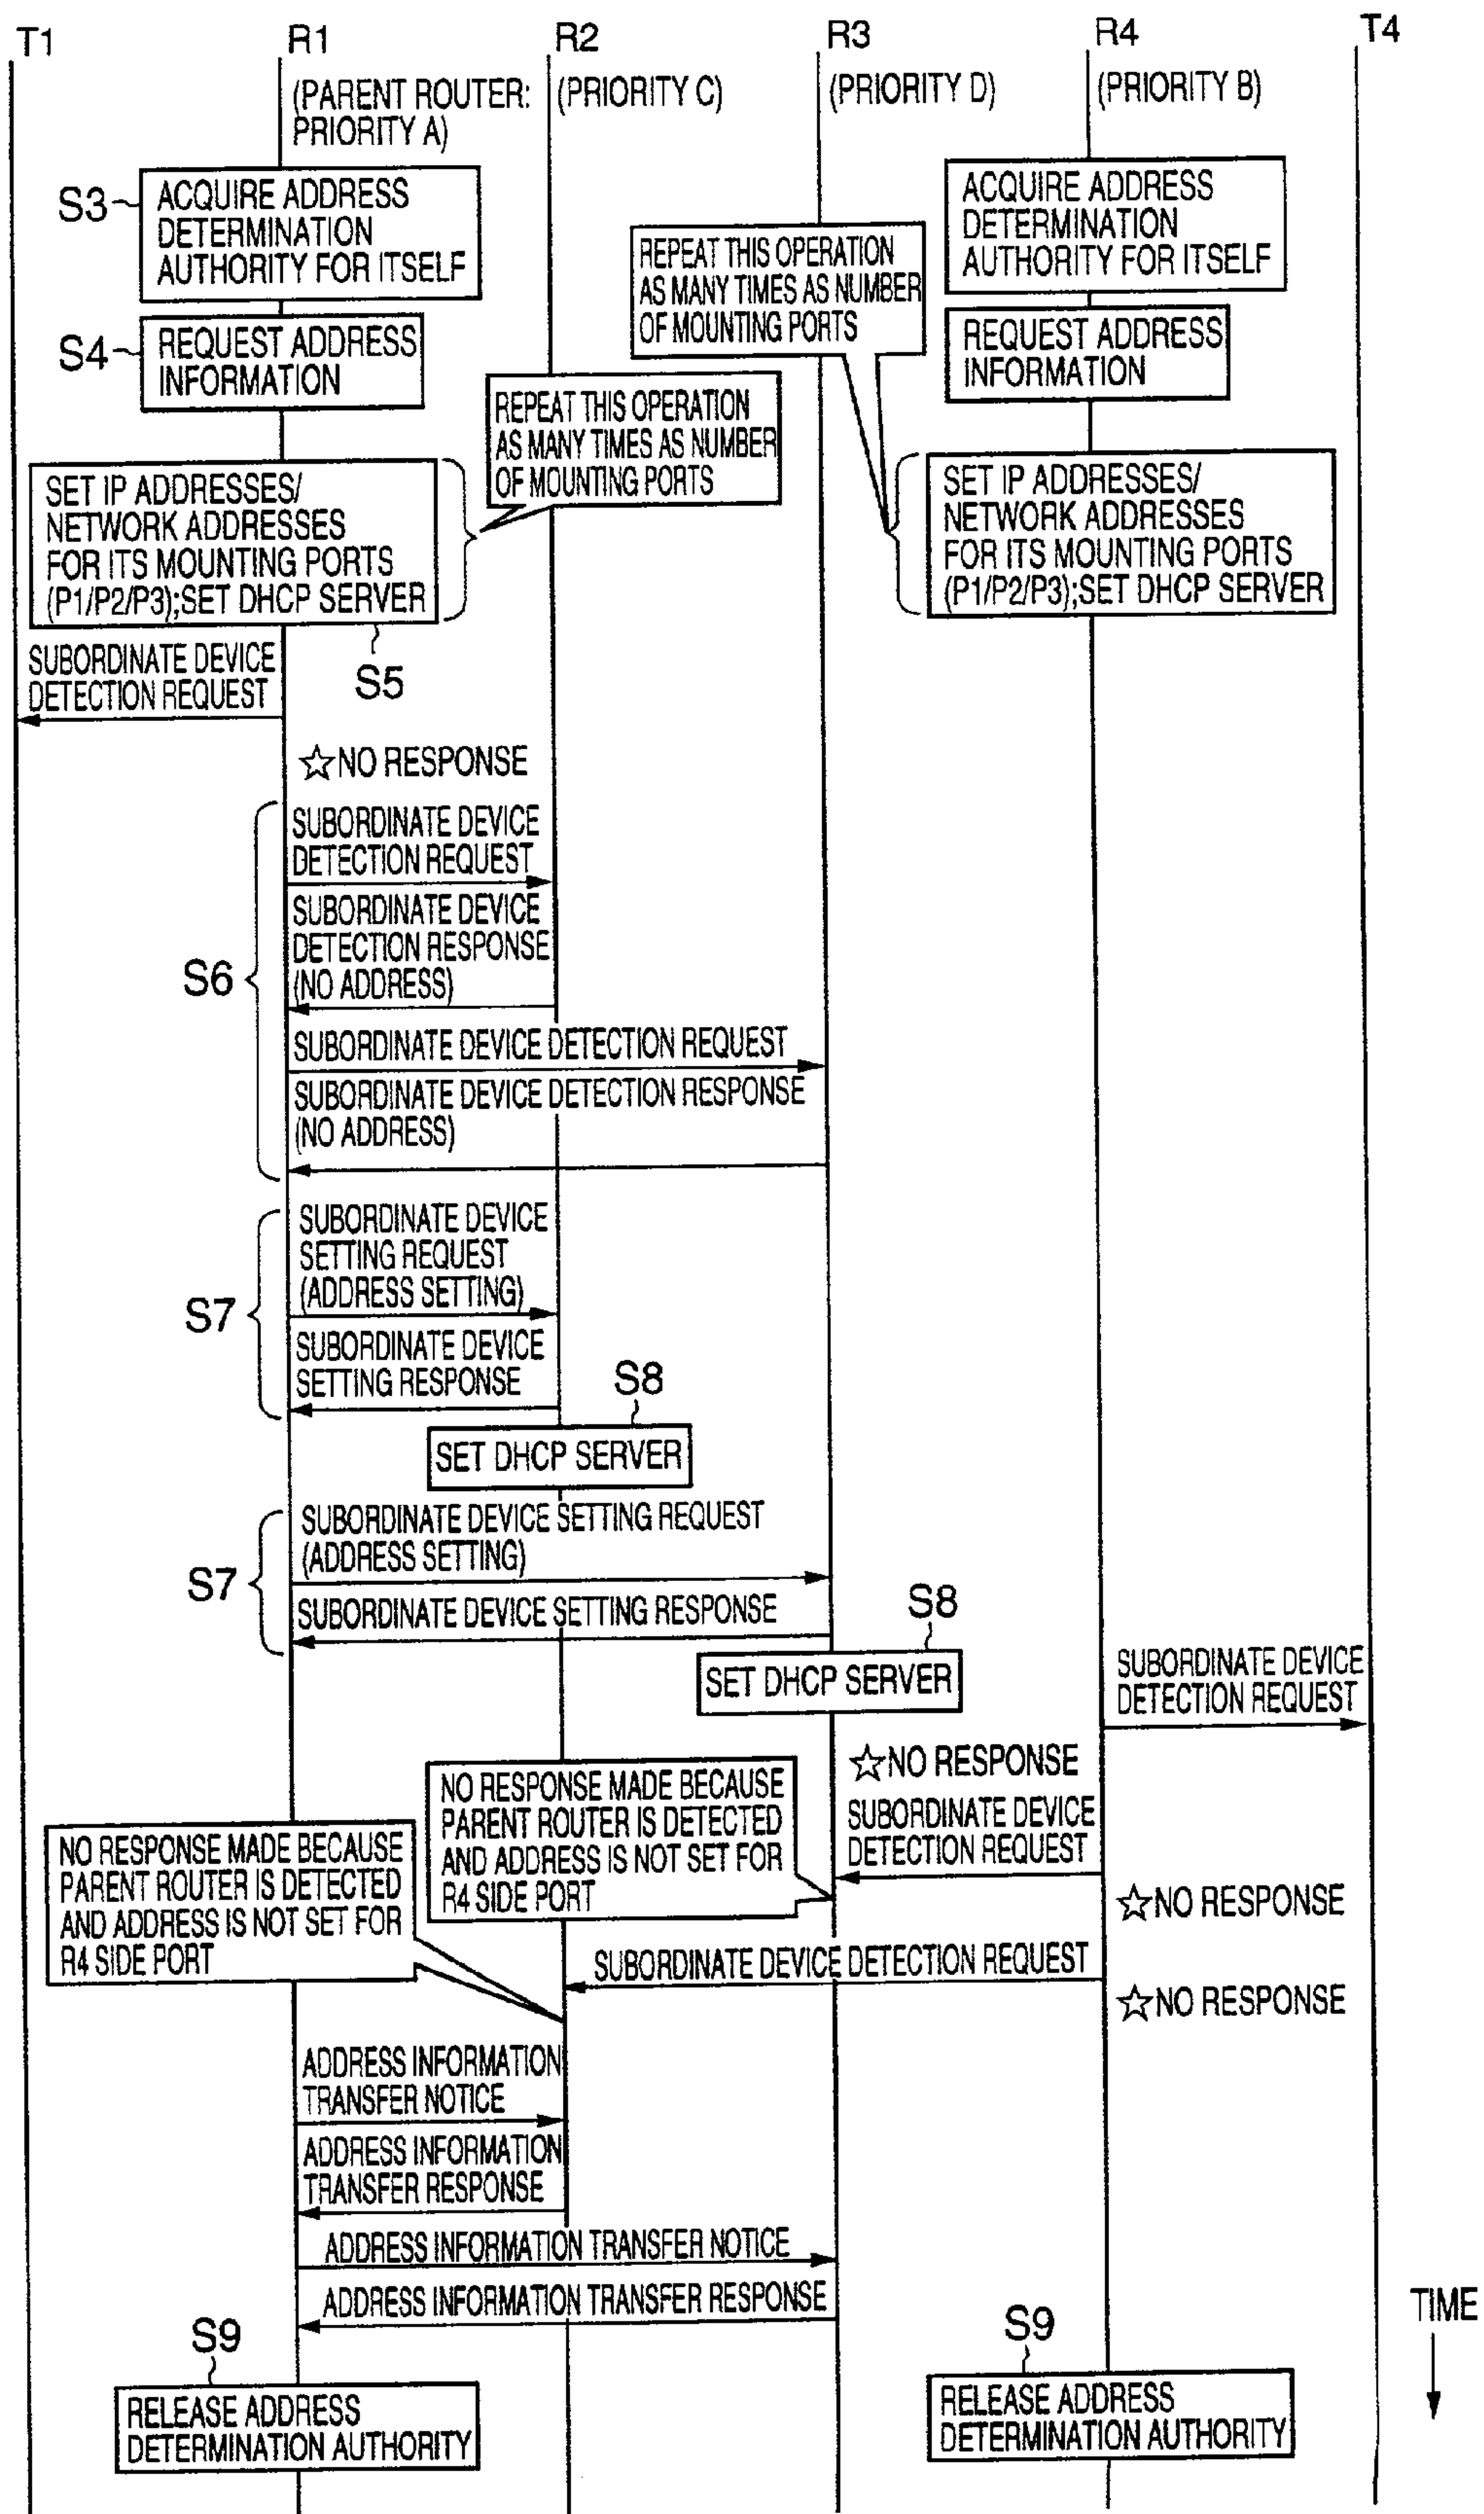 T1
R1
R2
R3
R4
T4
(PARENT ROUTER:
PRIORITY A)
(PRIORITY C)
(PRIORITY D)
(PRIORITY B)
S3
ACQUIRE ADDRESS
DETERMINATION
AUTHORITY FOR ITSELF
ACQUIRE ADDRESS
DETERMINATION
AUTHORITY FOR ITSELF
REPEAT THIS OPERATION
AS MANY TIMES AS NUMBER
OF MOUNTING PORTS
S4
REQUEST ADDRESS
INFORMATION
REQUEST ADDRESS
INFORMATION
REPEAT THIS OPERATION
AS MANY TIMES AS NUMBER
OF MOUNTING PORTS
SET IP ADDRESSES/
NETWORK ADDRESSES
FOR ITS MOUNTING PORTS
(P1/P2/P3);SET DHCP SERVER
SET IP ADDRESSES/
NETWORK ADDRESSES
FOR ITS MOUNTING PORTS
(P1/P2/P3);SET DHCP SERVER
S5
SUBORDINATE DEVICE
DETECTION REQUEST
☆NO RESPONSE
S6
SUBORDINATE DEVICE
DETECTION REQUEST
SUBORDINATE DEVICE
DETECTION RESPONSE
(NO ADDRESS)
SUBORDINATE DEVICE DETECTION REQUEST
SUBORDINATE DEVICE DETECTION RESPONSE
(NO ADDRESS)
S7
SUBORDINATE DEVICE
SETTING REQUEST
(ADDRESS SETTING)
SUBORDINATE DEVICE
SETTING RESPONSE
S8
SET DHCP SERVER
S7
SUBORDINATE DEVICE SETTING REQUEST
(ADDRESS SETTING)
SUBORDINATE DEVICE SETTING RESPONSE
S8
SET DHCP SERVER
SUBORDINATE DEVICE
DETECTION REQUEST
☆NO RESPONSE
NO RESPONSE MADE BECAUSE
PARENT ROUTER IS DETECTED
AND ADDRESS IS NOT SET FOR
R4 SIDE PORT
SUBORDINATE DEVICE
DETECTION REQUEST
☆NO RESPONSE
NO RESPONSE MADE BECAUSE
PARENT ROUTER IS DETECTED
AND ADDRESS IS NOT SET FOR
R4 SIDE PORT
SUBORDINATE DEVICE DETECTION REQUEST
☆NO RESPONSE
ADDRESS INFORMATION
TRANSFER NOTICE
ADDRESS INFORMATION
TRANSFER RESPONSE
ADDRESS INFORMATION TRANSFER NOTICE
ADDRESS INFORMATION TRANSFER RESPONSE
TIME
S9
RELEASE ADDRESS
DETERMINATION AUTHORITY
S9
RELEASE ADDRESS
DETERMINATION AUTHORITY